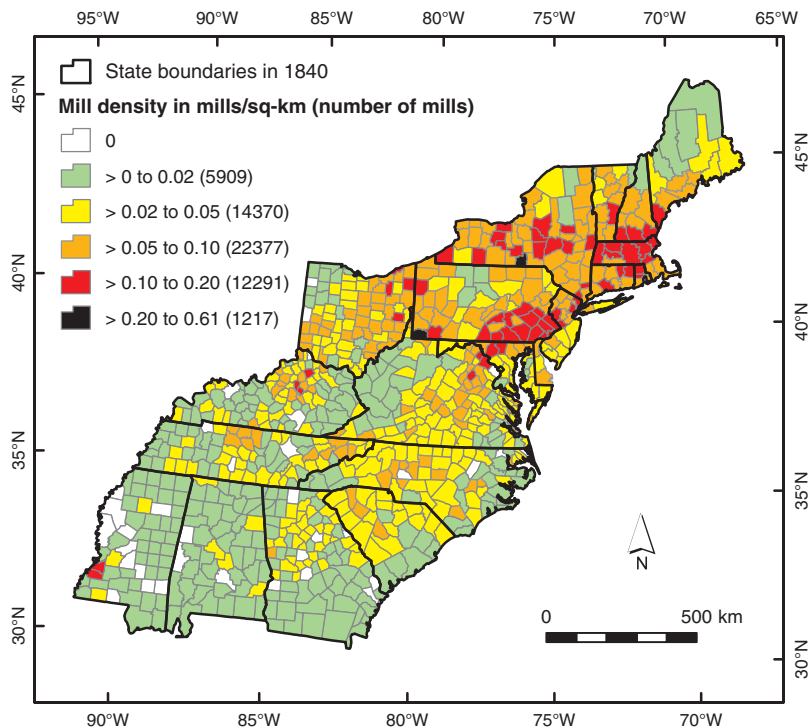 95°W 90°W 85°W 80°W 75°W 70°W 65°W
State boundaries in 1840
Mill density in mills/sq-km (number of mills)
0
> 0 to 0.02 (5909)
> 0.02 to 0.05 (14370)
> 0.05 to 0.10 (22377)
> 0.10 to 0.20 (12291)
> 0.20 to 0.61 (1217)
45°N
40°N
35°N
30°N
45°N
40°N
35°N
30°N
N
0 500 km
90°W 85°W 80°W 75°W 70°W